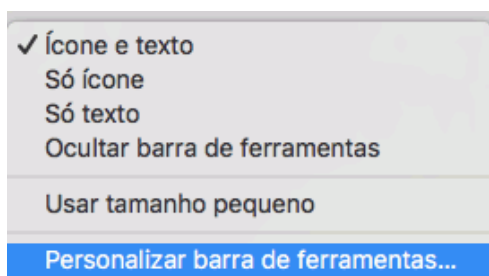 ✓ Ícone e texto
Só ícone
Só texto
Ocultar barra de ferramentas
Usar tamanho pequeno
Personalizar barra de ferramentas...